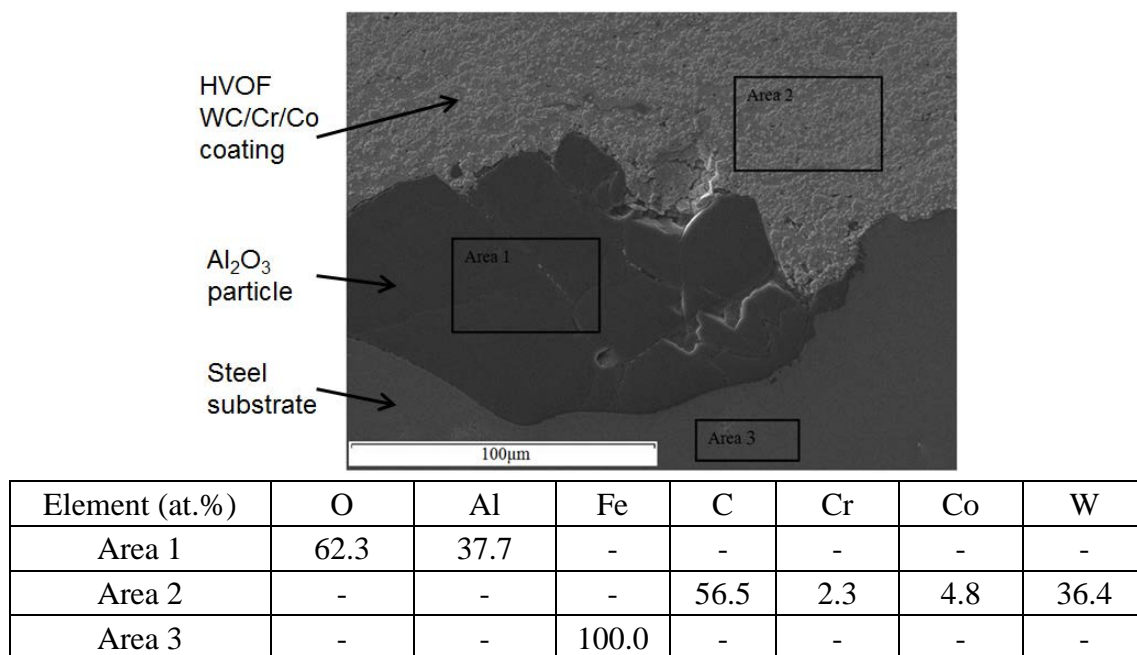 HVOF
WC/Cr/Co
coating
Al₂O₃
particle
Steel
substrate
Area 2
Area 1
Area 3
100μm
Element (at.%) O Al Fe C Cr Co W
Area 1 62.3 37.7 - - - - -
Area 2 - - - 56.5 2.3 4.8 36.4
Area 3 - - 100.0 - - - -